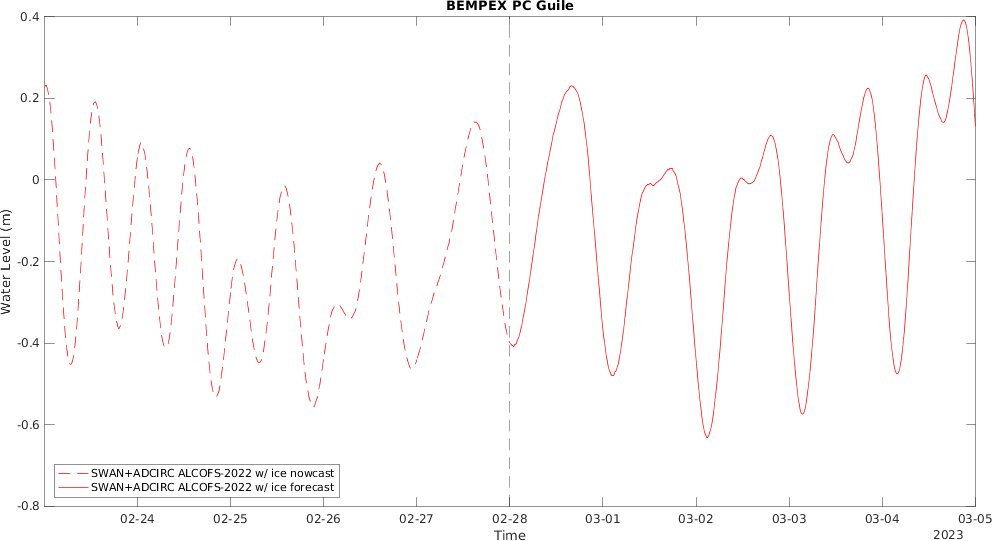 BEMPEX PC Guile
0.4
0.2
0
-0.2
-0.4
-0.6
-0.8
Water Level (m)
SWAN+ADCIRC ALCOFS-2022 w/ ice nowcast
SWAN+ADCIRC ALCOFS-2022 w/ ice forecast
02-24 02-25 02-26 02-27 02-28 03-01 03-02 03-03 03-04 03-05
Time 2023